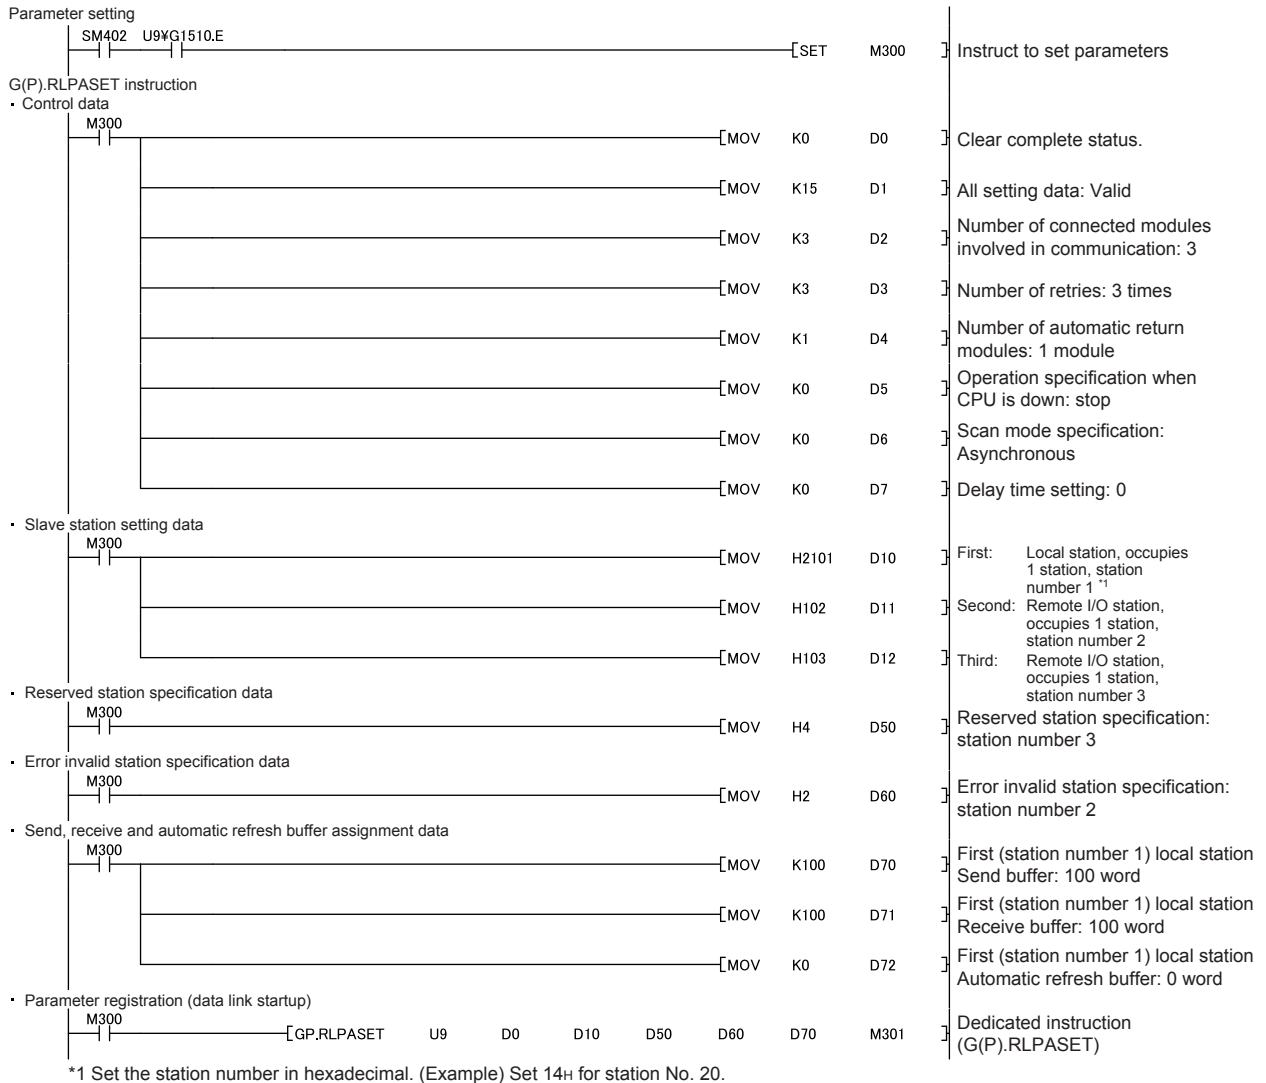 Parameter setting
SM402 U9¥G1510.E
[SET M300 ] Instruct to set parameters
G(P).RLPASET instruction
· Control data
M300
[MOV K0 D0 ] Clear complete status.
[MOV K15 D1 ] All setting data: Valid
[MOV K3 D2 ] Number of connected modules
involved in communication: 3
[MOV K3 D3 ] Number of retries: 3 times
[MOV K1 D4 ] Number of automatic return
modules: 1 module
[MOV K0 D5 ] Operation specification when
CPU is down: stop
[MOV K0 D6 ] Scan mode specification:
Asynchronous
[MOV K0 D7 ] Delay time setting: 0
· Slave station setting data
M300
[MOV H2101 D10 ] First: Local station, occupies
1 station, station
number 1 *1
[MOV H102 D11 ] Second: Remote I/O station,
occupies 1 station,
station number 2
[MOV H103 D12 ] Third: Remote I/O station,
occupies 1 station,
station number 3
· Reserved station specification data
M300
[MOV H4 D50 ] Reserved station specification:
station number 3
· Error invalid station specification data
M300
[MOV H2 D60 ] Error invalid station specification:
station number 2
· Send, receive and automatic refresh buffer assignment data
M300
[MOV K100 D70 ] First (station number 1) local station
Send buffer: 100 word
[MOV K100 D71 ] First (station number 1) local station
Receive buffer: 100 word
[MOV K0 D72 ] First (station number 1) local station
Automatic refresh buffer: 0 word
· Parameter registration (data link startup)
M300
[GP.RLPASET U9 D0 D10 D50 D60 D70 M301 ] Dedicated instruction
(G(P).RLPASET)
*1 Set the station number in hexadecimal. (Example) Set 14H for station No. 20.